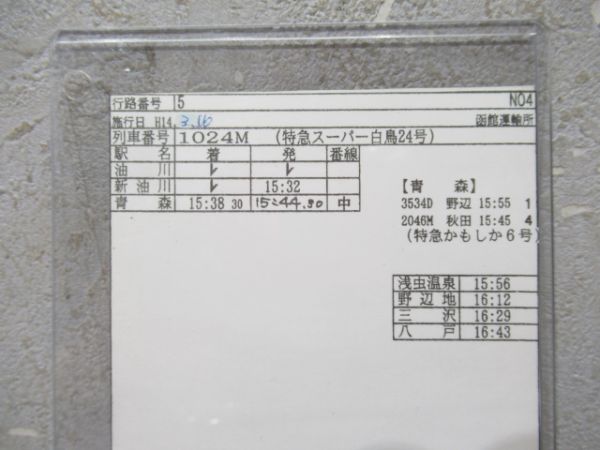 行路番号 5 NO4
施行日 H14. 3.16 函館運輸所
列車番号 1024M (特急スーパー白鳥24号)
駅名 着 発 番線
油川 レ レ
新油川 レ 15:32
青森 15:38 30 15:44.30 中
【青 森】
3534D 野辺 15:55 1
2046M 秋田 15:45 4
(特急かもしか6号)
浅虫温泉 15:56
野辺地 16:12
三沢 16:29
八戸 16:43